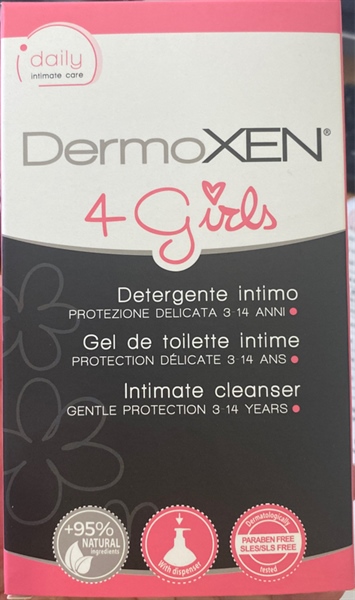 daily
intimate care
DermoXEN®
4 Girls
Detergente intimo
PROTEZIONE DELICATA 3-14 ANNI
Gel de toilette intime
PROTECTION DÉLICATE 3-14 ANS
Intimate cleanser
GENTLE PROTECTION 3-14 YEARS
+95%
NATURAL
ingredients
With dispenser
Dermatologically
PARABEN FREE
SLES/SLS FREE
tested